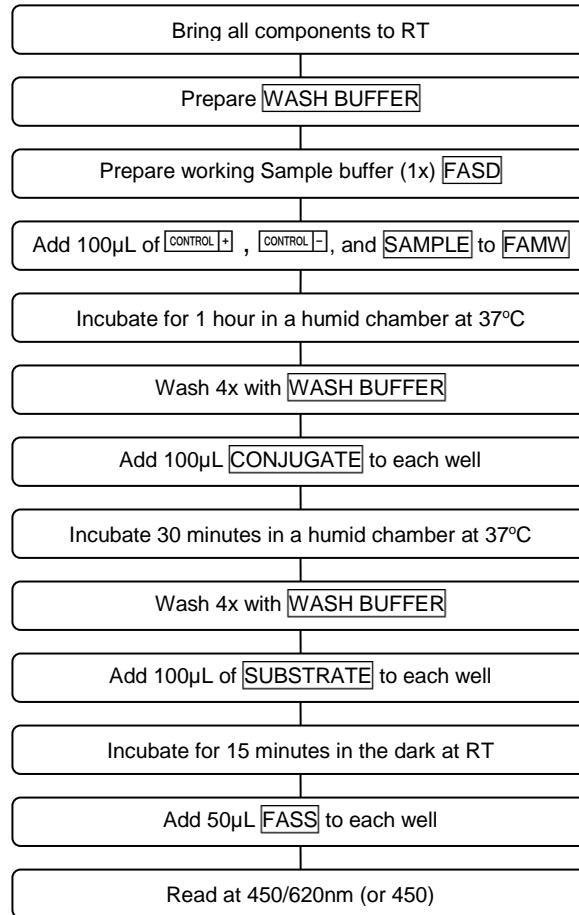 Bring all components to RT
Prepare WASH BUFFER
Prepare working Sample buffer (1x) FASD
Add 100µL of CONTROL + , CONTROL − , and SAMPLE to FAMW
Incubate for 1 hour in a humid chamber at 37°C
Wash 4x with WASH BUFFER
Add 100µL CONJUGATE to each well
Incubate 30 minutes in a humid chamber at 37°C
Wash 4x with WASH BUFFER
Add 100µL of SUBSTRATE to each well
Incubate for 15 minutes in the dark at RT
Add 50µL FASS to each well
Read at 450/620nm (or 450)